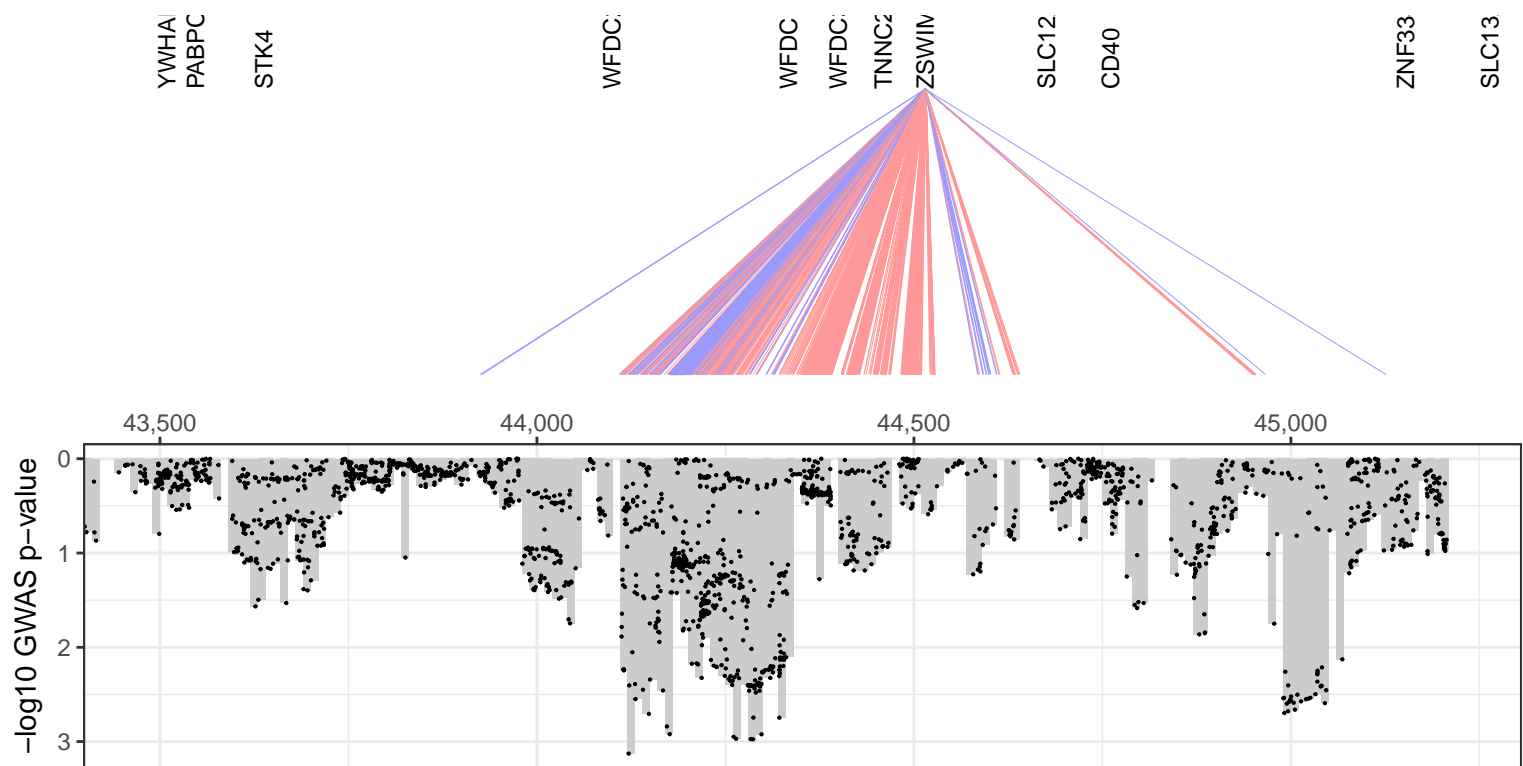 YWHA
PABPC
STK4
WFDC
WFDC
WFDC
TNNC2
ZSWIM
SLC12
CD40
ZNF33
SLC13
43,500
44,000
44,500
45,000
0
1
2
3
−log10 GWAS p−value